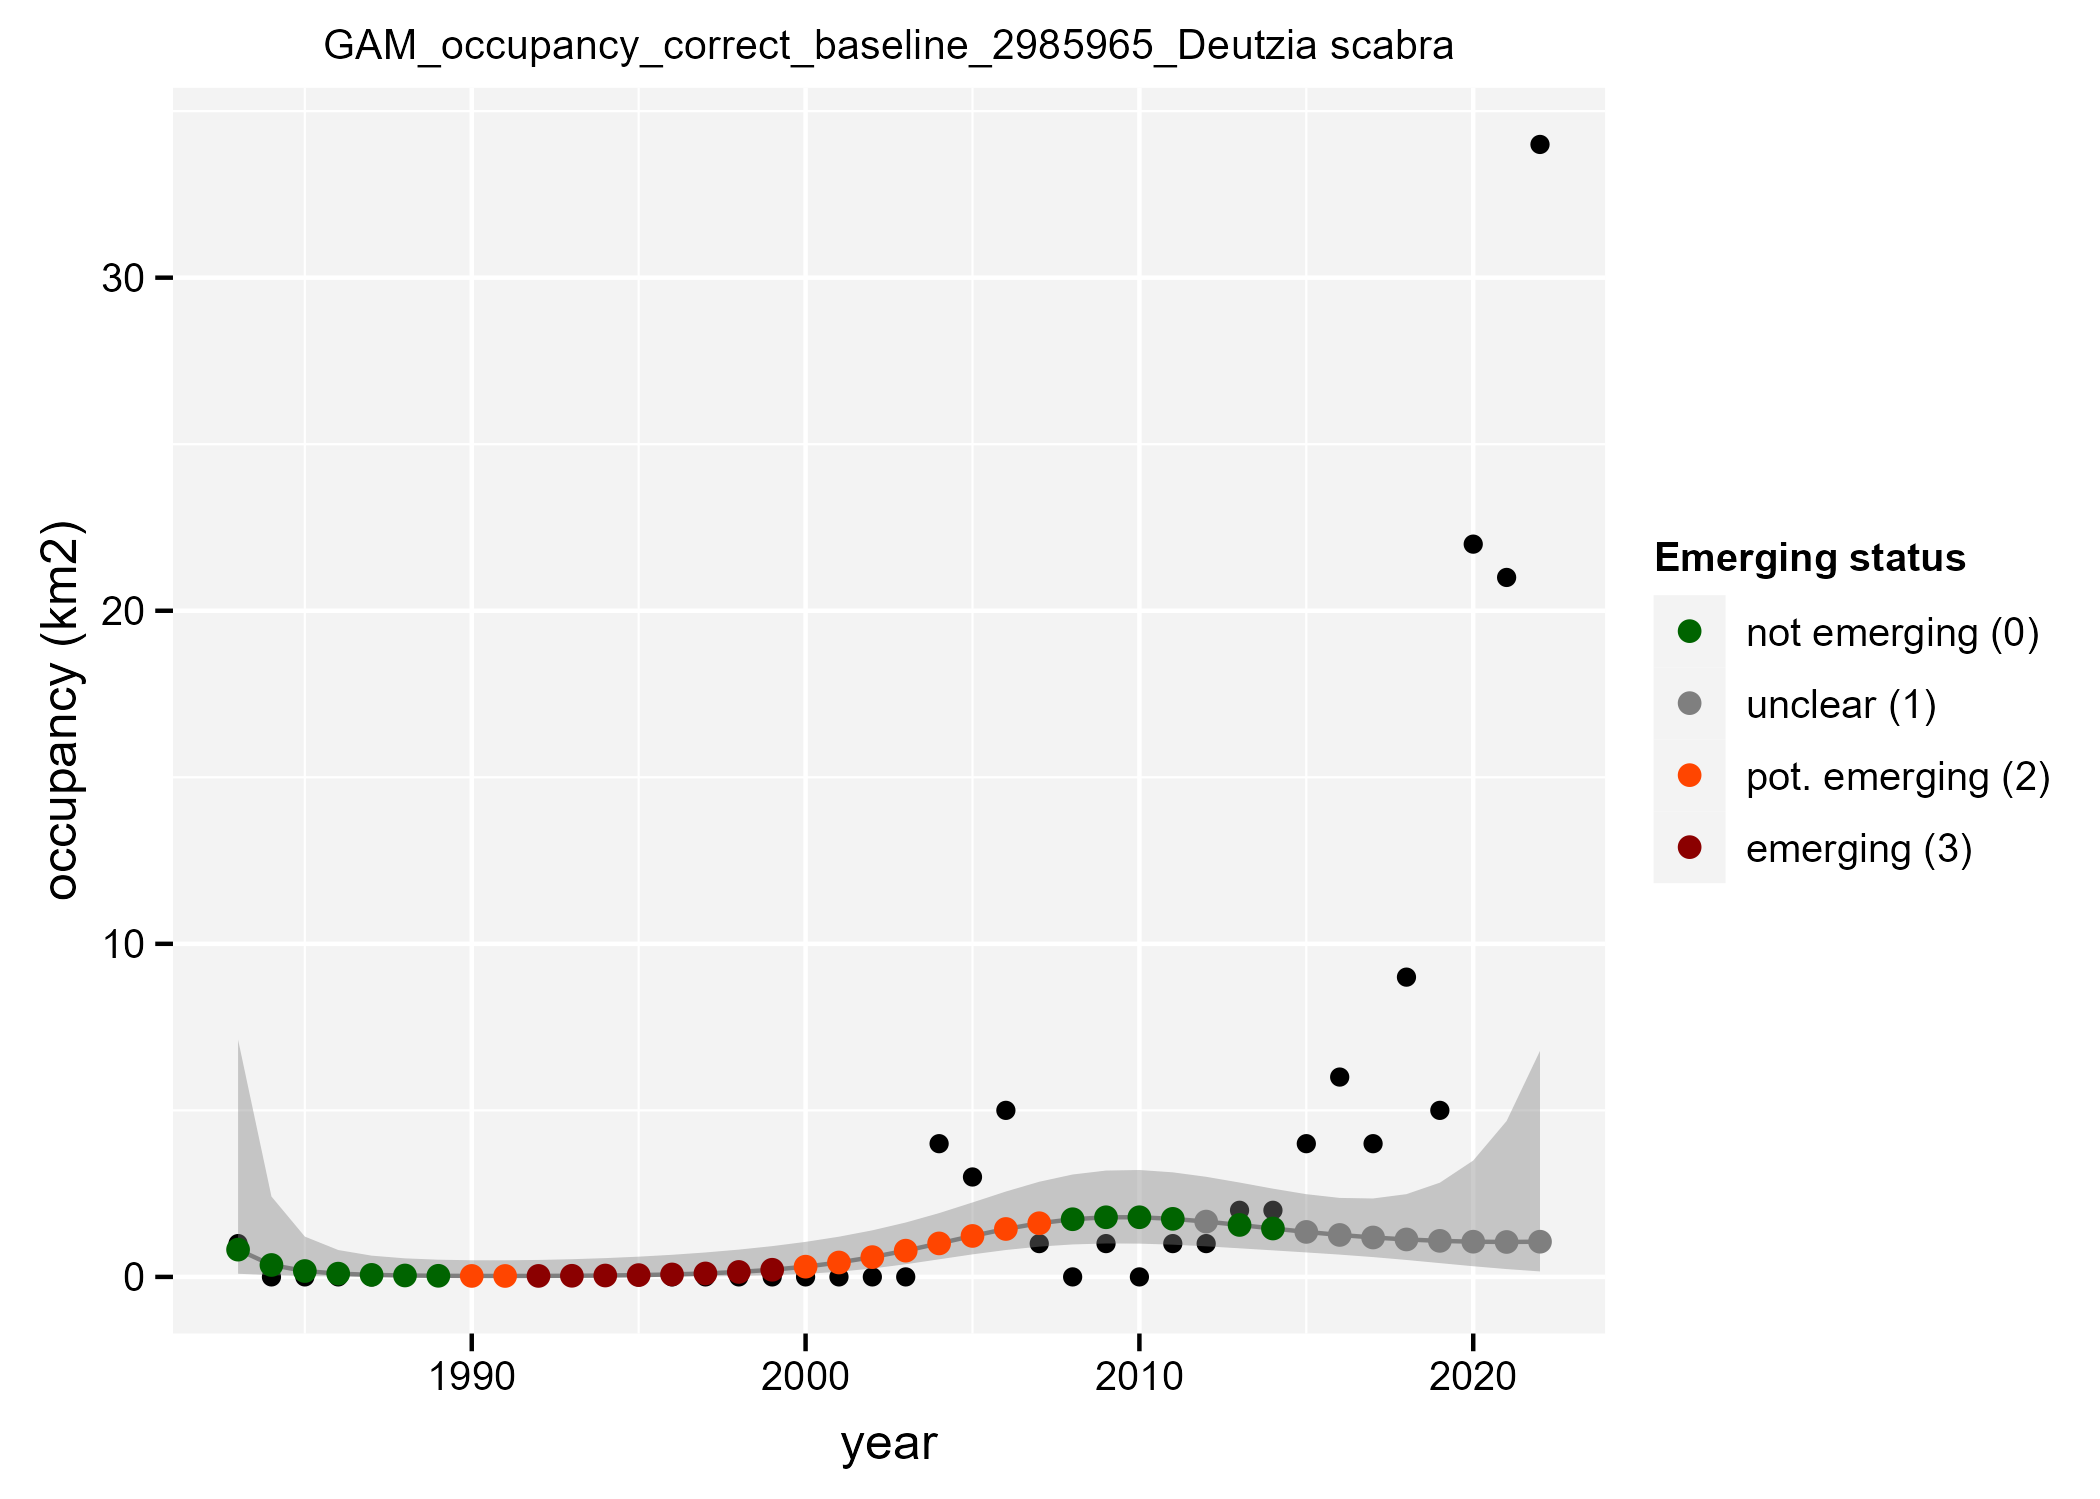 GAM_occupancy_correct_baseline_2985965_Deutzia scabra
30
20
10
0
occupancy (km2)
1990
2000
2010
2020
year
Emerging status
not emerging (0)
unclear (1)
pot. emerging (2)
emerging (3)